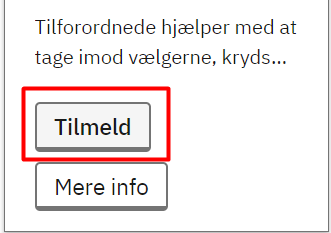 Tilforordnede hjælper med at
tage imod vælgerne, kryds...
Tilmeld
Mere info